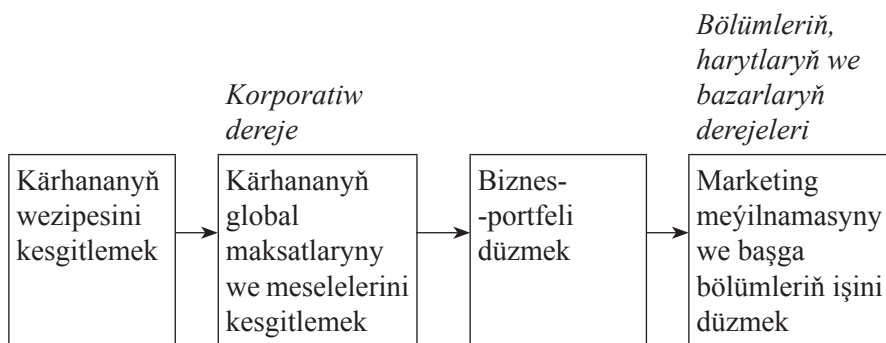 Korporatiw
dereje
Bölümleriň,
harytlaryň we
bazarlaryň
derejeleri
Kärhananyň
wezipesini
kesgitlemek
Kärhananyň
global
maksatlaryny
we meselelerini
kesgitlemek
Biznes-
-portfeli
düzmek
Marketing
meýilnamasyny
we başga
bölümleriň işini
düzmek